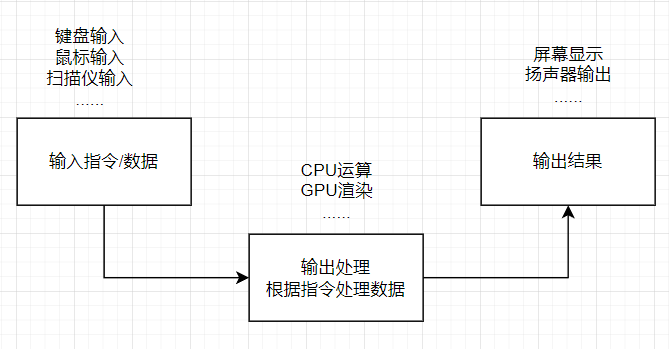 键盘输入
鼠标输入
扫描仪输入
......
输入指令/数据
CPU运算
GPU渲染
......
输出处理
根据指令处理数据
屏幕显示
扬声器输出
......
输出结果